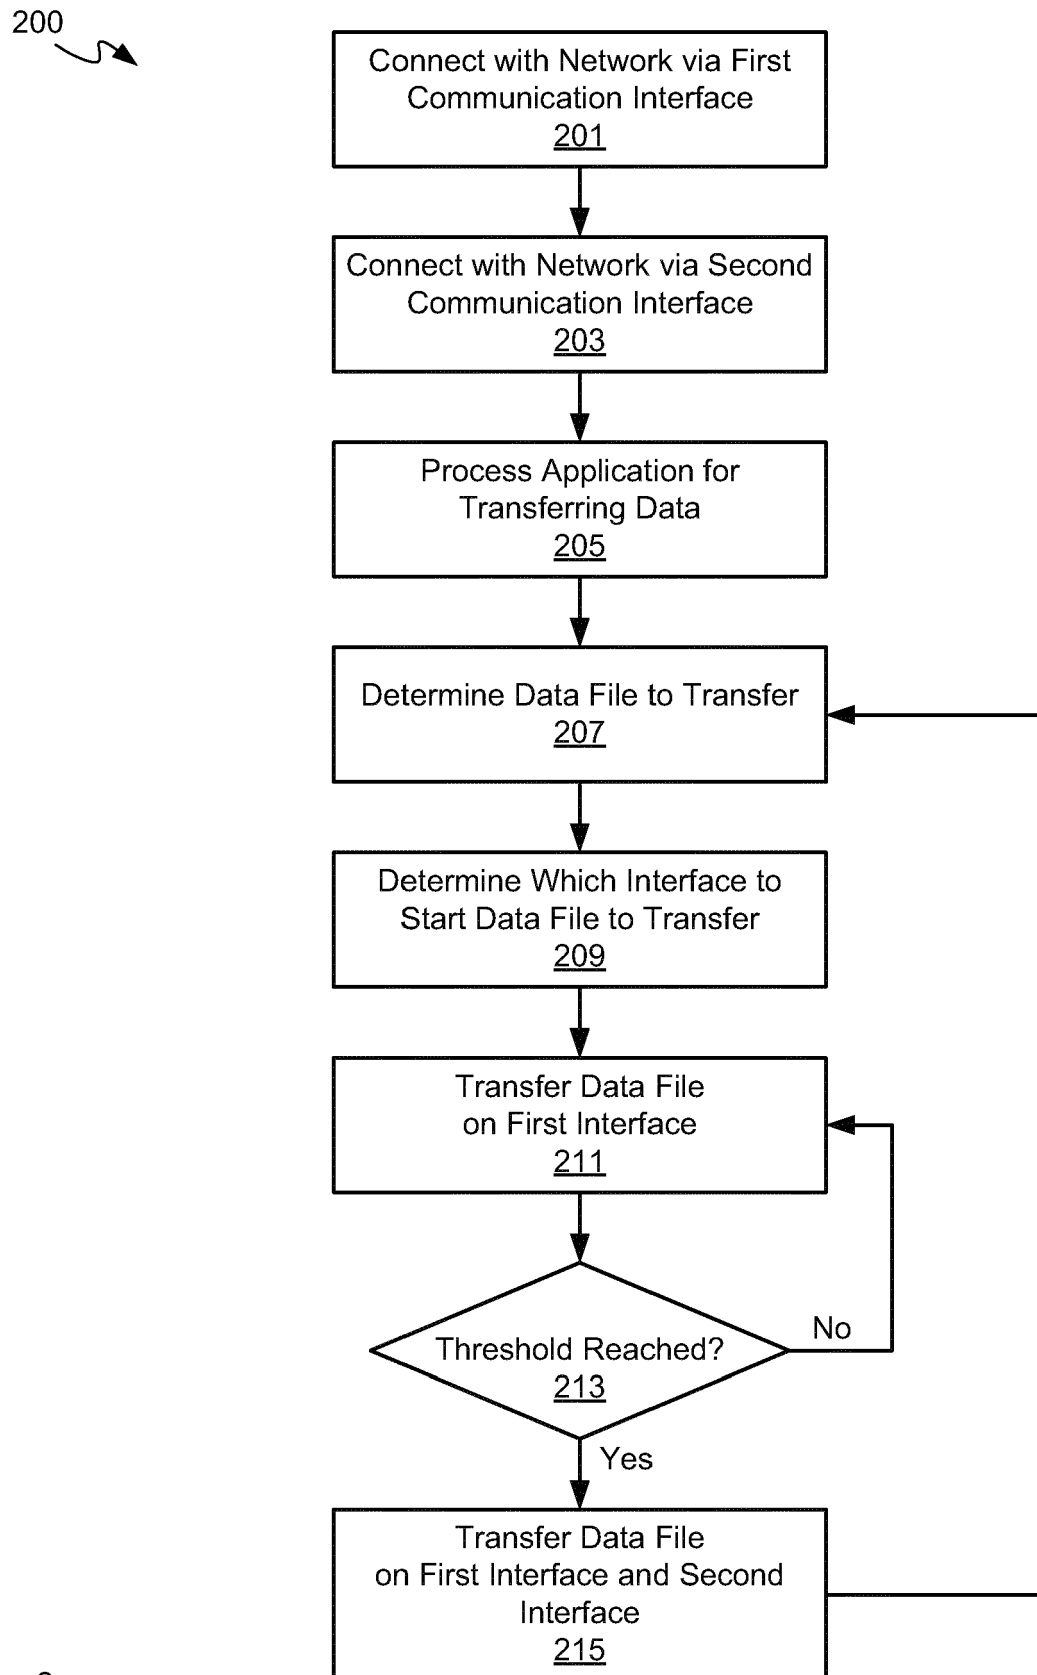 200
Connect with Network via First
Communication Interface
201
Connect with Network via Second
Communication Interface
203
Process Application for
Transferring Data
205
Determine Data File to Transfer
207
Determine Which Interface to
Start Data File to Transfer
209
Transfer Data File
on First Interface
211
Threshold Reached?
213
No
Yes
Transfer Data File
on First Interface and Second
Interface
215